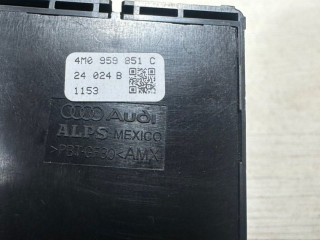 4M0 959 851 C
24 024 B
1153
Audi
ALPS MEXICO
>PBT-GF30<AMX